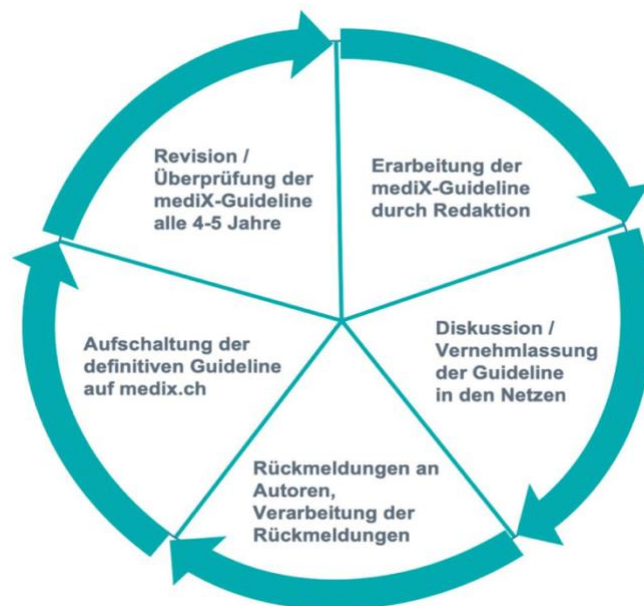 Erarbeitung der
mediX-Guideline
durch Redaktion
Diskussion /
Vernehmlassung
der Guideline
in den Netzen
Rückmeldungen an
Autoren,
Verarbeitung der
Rückmeldungen
Aufschaltung der
definitiven Guideline
auf medix.ch
Revision /
Überprüfung der
mediX-Guideline
alle 4-5 Jahre